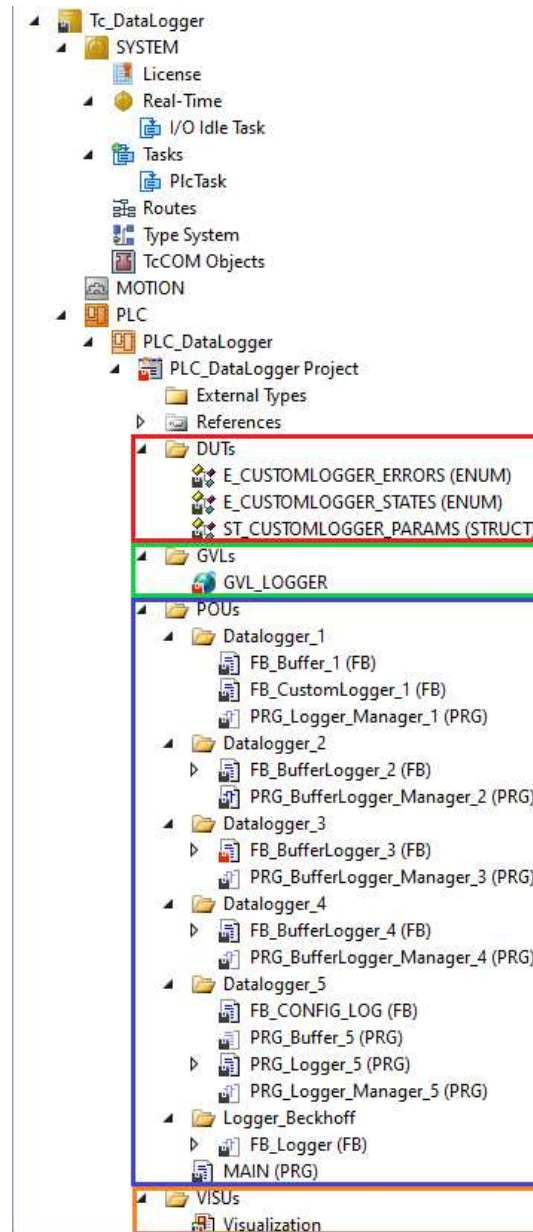 Tc_DataLogger
SYSTEM
License
Real-Time
I/O Idle Task
Tasks
PlcTask
Routes
Type System
TcCOM Objects
MOTION
PLC
PLC_DataLogger
PLC_DataLogger Project
External Types
References
DUTs
E_CUSTOMLOGGER_ERRORS (ENUM)
E_CUSTOMLOGGER_STATES (ENUM)
ST_CUSTOMLOGGER_PARAMS (STRUCT
GVLs
GVL_LOGGER
POUs
Datalogger_1
FB_Buffer_1 (FB)
FB_CustomLogger_1 (FB)
PRG_Logger_Manager_1 (PRG)
Datalogger_2
FB_BufferLogger_2 (FB)
PRG_BufferLogger_Manager_2 (PRG)
Datalogger_3
FB_BufferLogger_3 (FB)
PRG_BufferLogger_Manager_3 (PRG)
Datalogger_4
FB_BufferLogger_4 (FB)
PRG_BufferLogger_Manager_4 (PRG)
Datalogger_5
FB_CONFIG_LOG (FB)
PRG_Buffer_5 (PRG)
PRG_Logger_5 (PRG)
PRG_Logger_Manager_5 (PRG)
Logger_Beckhoff
FB_Logger (FB)
MAIN (PRG)
VISUs
Visualization